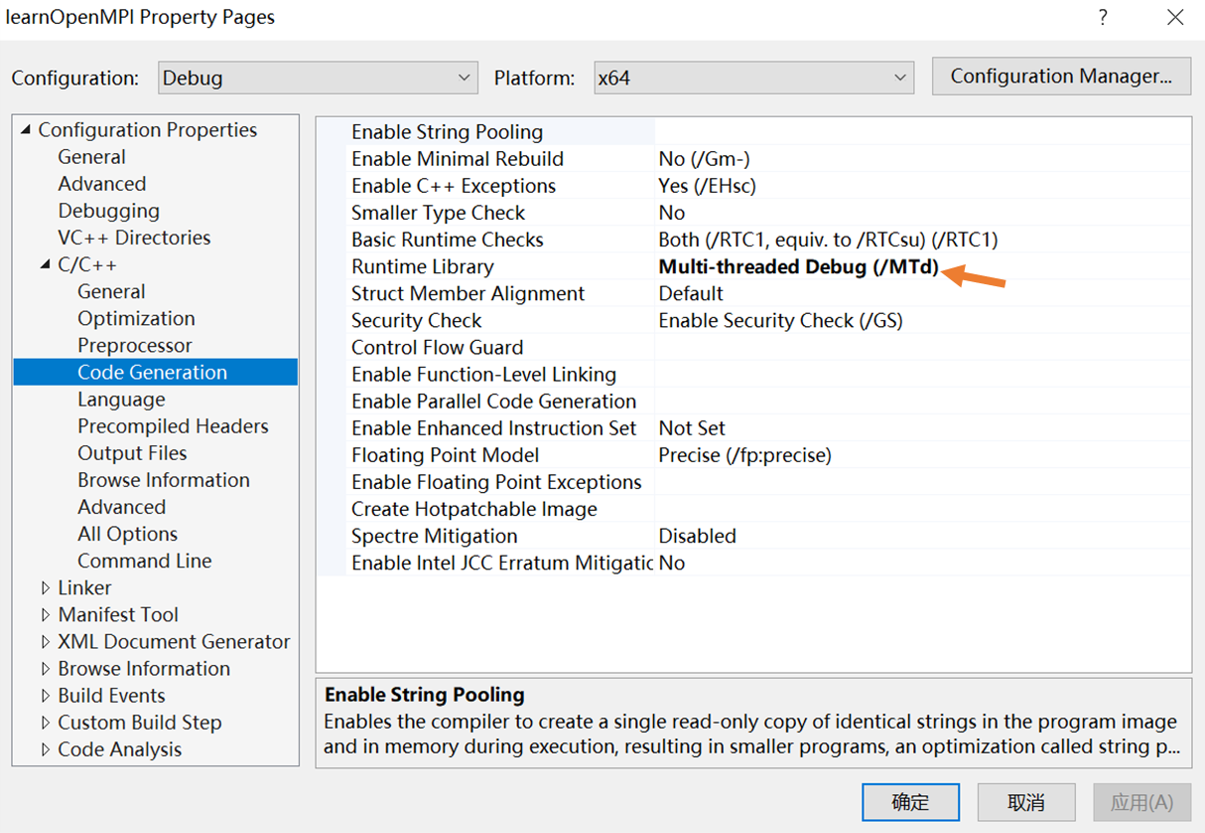 learnOpenMPI Property Pages
?
Configuration: Debug Platform: x64 Configuration Manager...
Configuration Properties
General
Advanced
Debugging
VC++ Directories
C/C++
General
Optimization
Preprocessor
Code Generation
Language
Precompiled Headers
Output Files
Browse Information
Advanced
All Options
Command Line
Linker
Manifest Tool
XML Document Generator
Browse Information
Build Events
Custom Build Step
Code Analysis
Enable String Pooling
Enable Minimal Rebuild No (/Gm-)
Enable C++ Exceptions Yes (/EHsc)
Smaller Type Check No
Basic Runtime Checks Both (/RTC1, equiv. to /RTCsu) (/RTC1)
Runtime Library Multi-threaded Debug (/MTd)
Struct Member Alignment Default
Security Check Enable Security Check (/GS)
Control Flow Guard
Enable Function-Level Linking
Enable Parallel Code Generation
Enable Enhanced Instruction Set Not Set
Floating Point Model Precise (/fp:precise)
Enable Floating Point Exceptions
Create Hotpatchable Image
Spectre Mitigation Disabled
Enable Intel JCC Erratum Mitigatic No
Enable String Pooling
Enables the compiler to create a single read-only copy of identical strings in the program image
and in memory during execution, resulting in smaller programs, an optimization called string p...
确定 取消 应用(A)